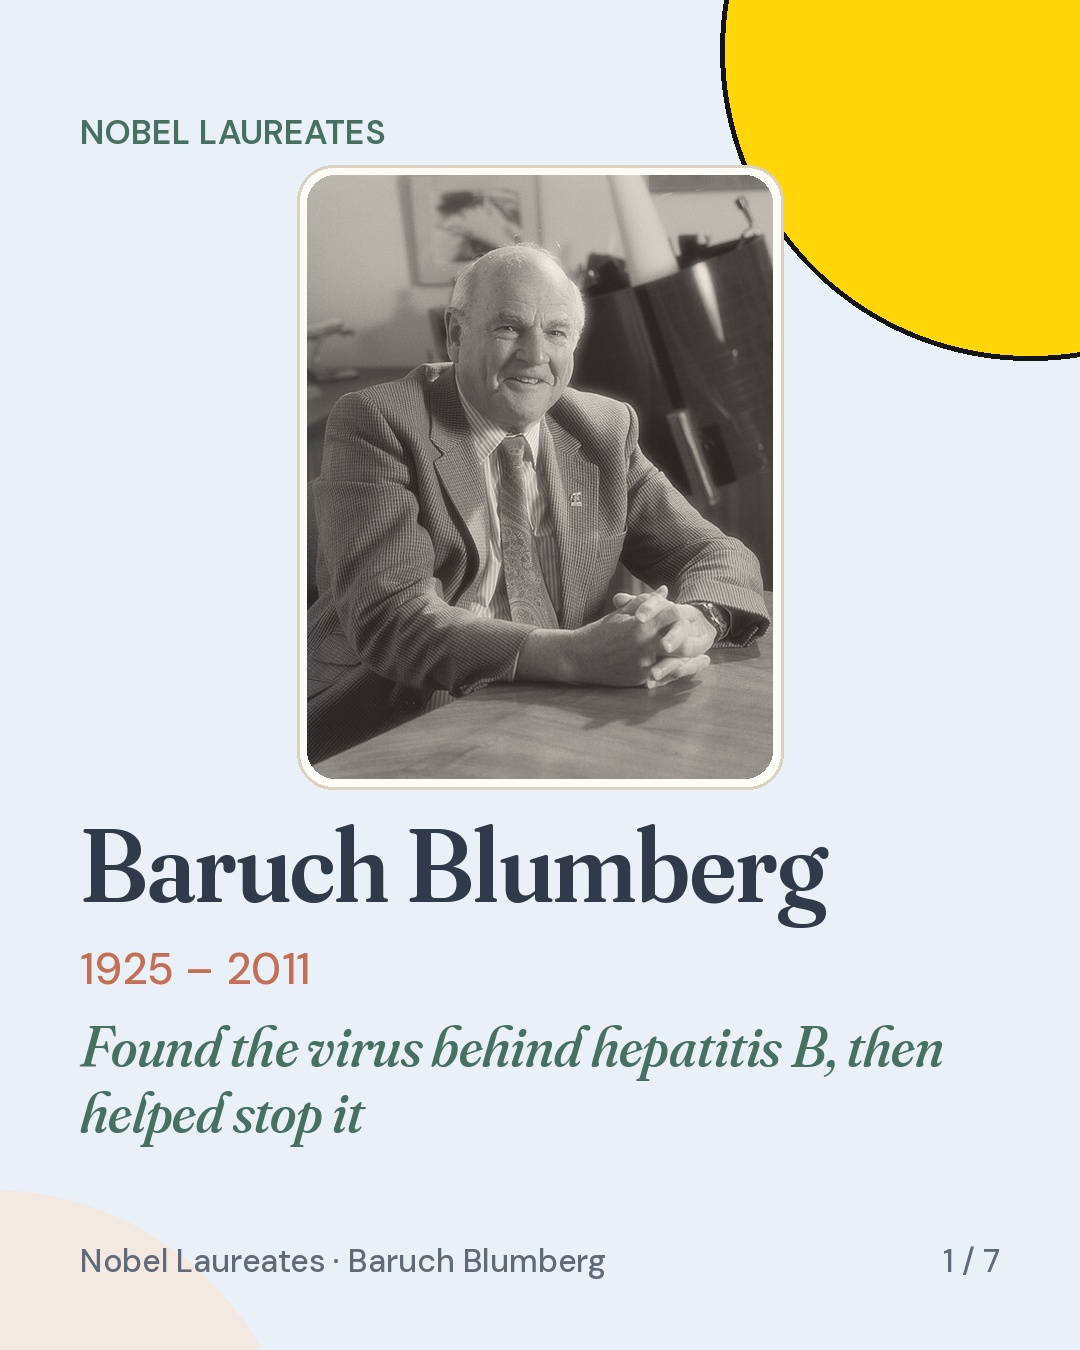 NOBEL LAUREATES
Baruch Blumberg
1925 – 2011
Found the virus behind hepatitis B, then
helped stop it
Nobel Laureates · Baruch Blumberg
1 / 7